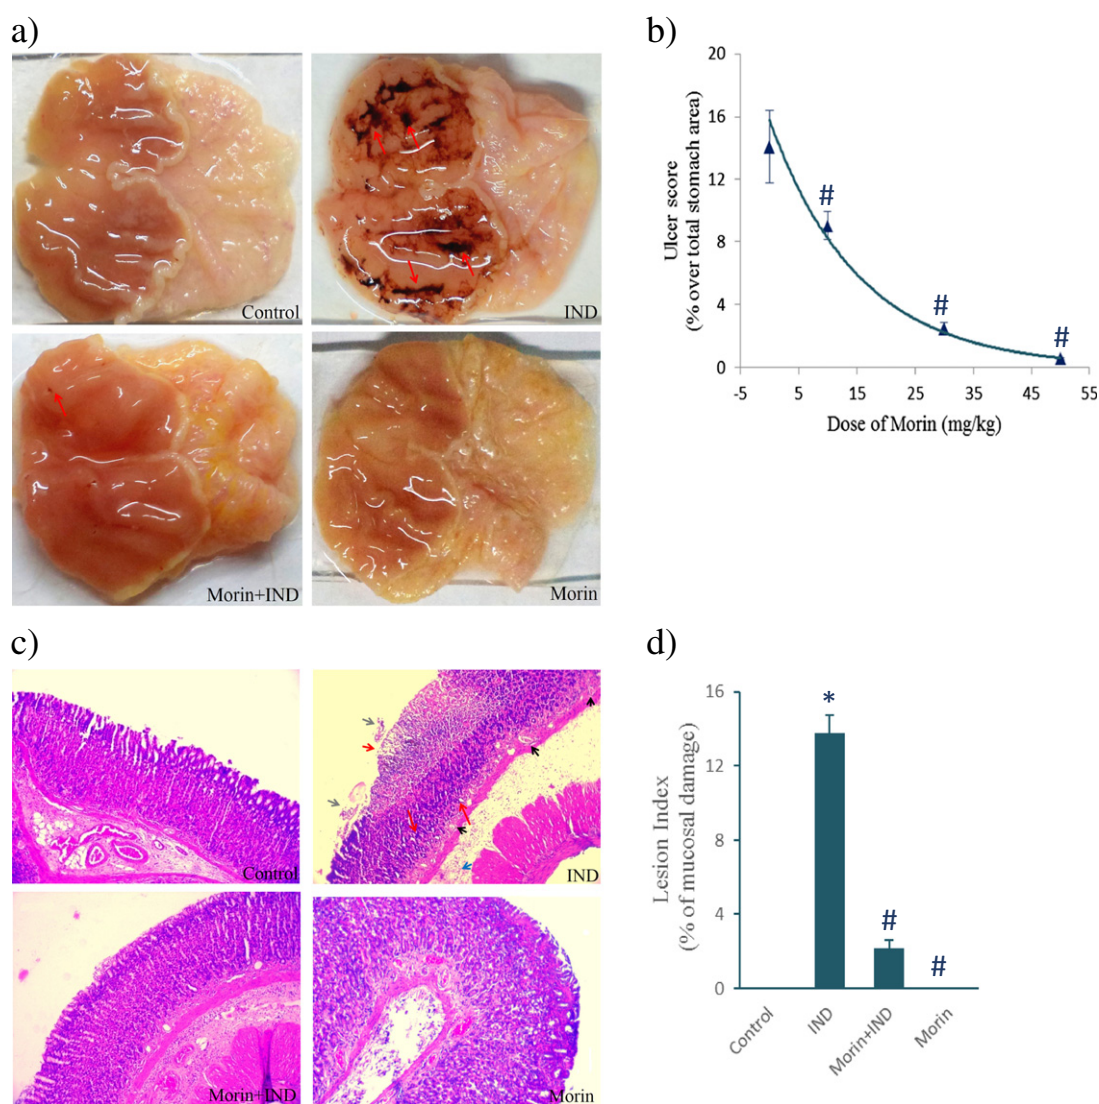 a)
Control
IND
Morin+IND
Morin
b)
20
16
12
8
4
0
Ulcer score
(% over total stomach area)
#
#
#
-5
5
15
25
35
45
55
Dose of Morin (mg/kg)
c)
Control
IND
Morin+IND
Morin
d)
16
12
8
4
0
Lesion Index
(% of mucosal damage)
*
#
#
Control
IND
Morin+IND
Morin